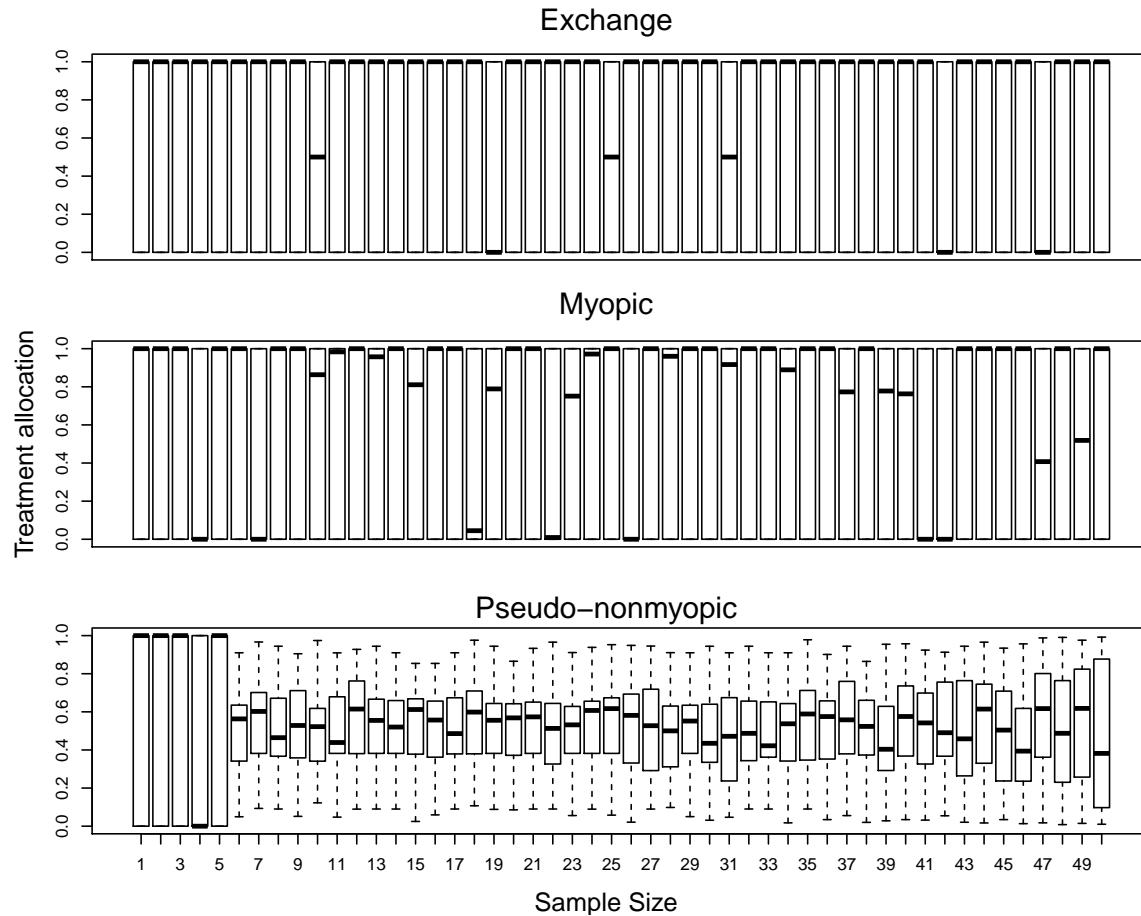 Exchange
0.0 0.2 0.4 0.6 0.8 1.0
Myopic
Treatment allocation
0.0 0.2 0.4 0.6 0.8 1.0
Pseudo−nonmyopic
0.0 0.2 0.4 0.6 0.8 1.0
1 3 5 7 9 11 13 15 17 19 21 23 25 27 29 31 33 35 37 39 41 43 45 47 49
Sample Size